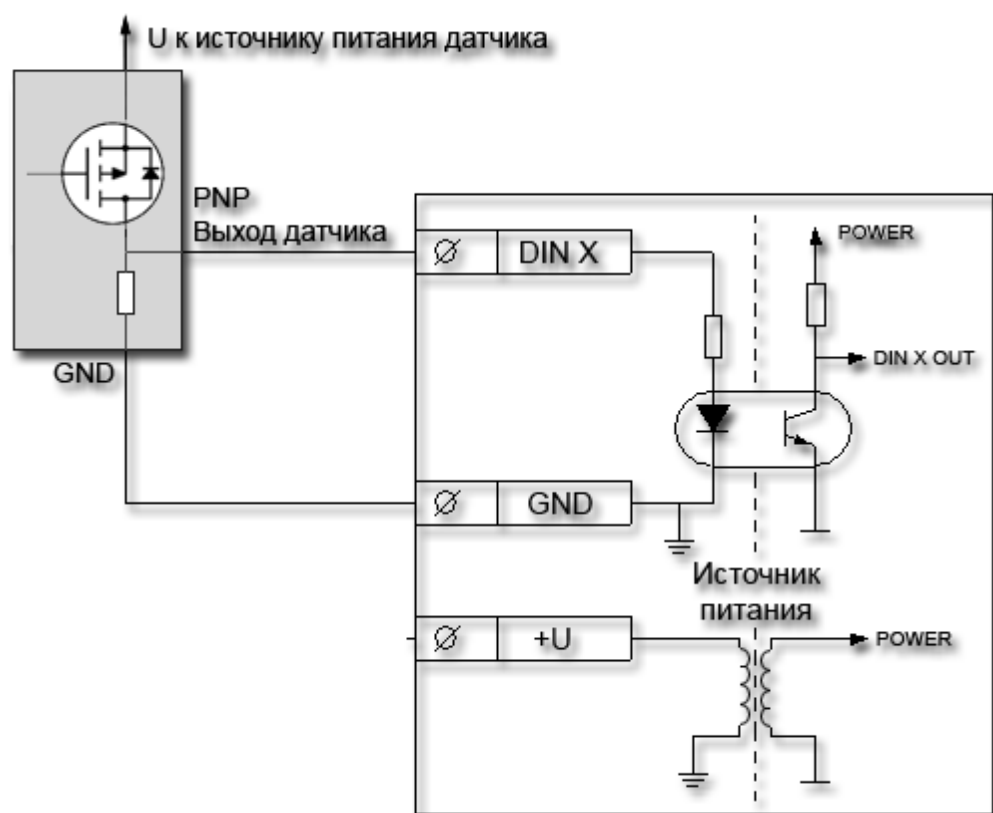 U к источнику питания датчика
PNP
Выход датчика
DIN X
POWER
DIN X OUT
GND
GND
Источник
питания
+U
POWER